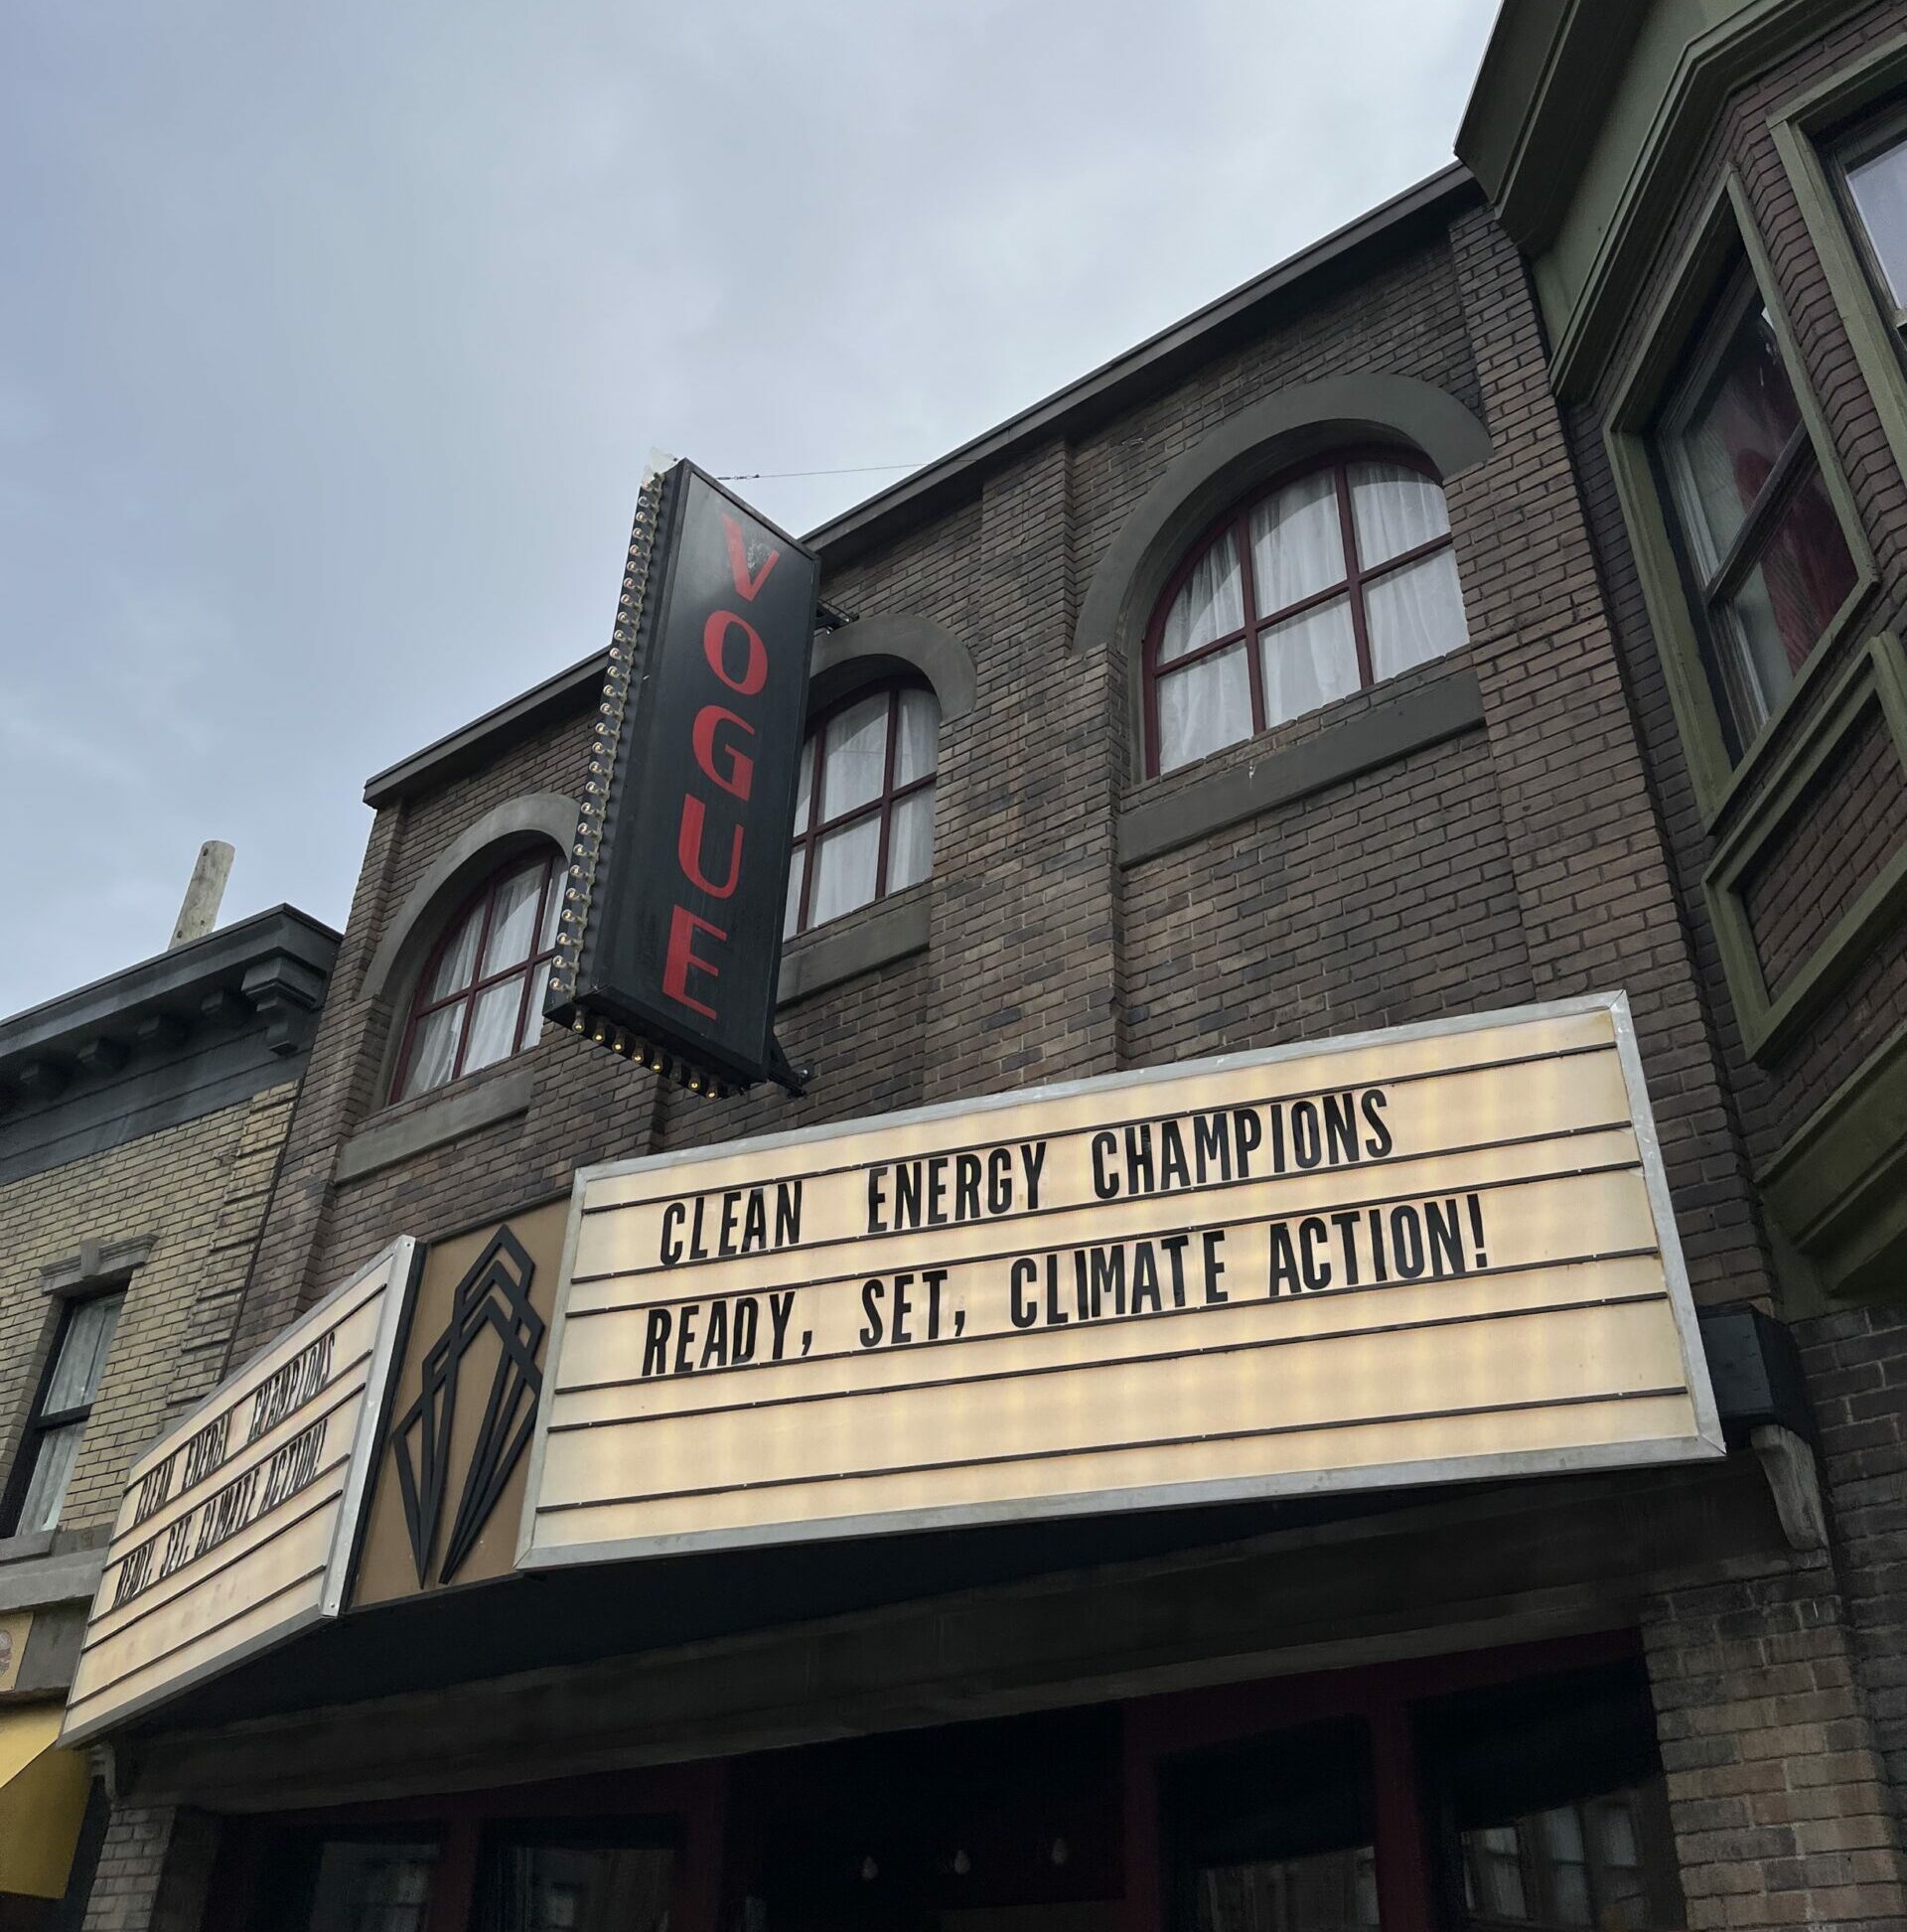 VOGUE
CLEAN ENERGY CHAMPIONS
READY, SET, CLIMATE ACTION!
CLEAN ENERGY CHAMPIONS
READY, SET, CLIMATE ACTION!